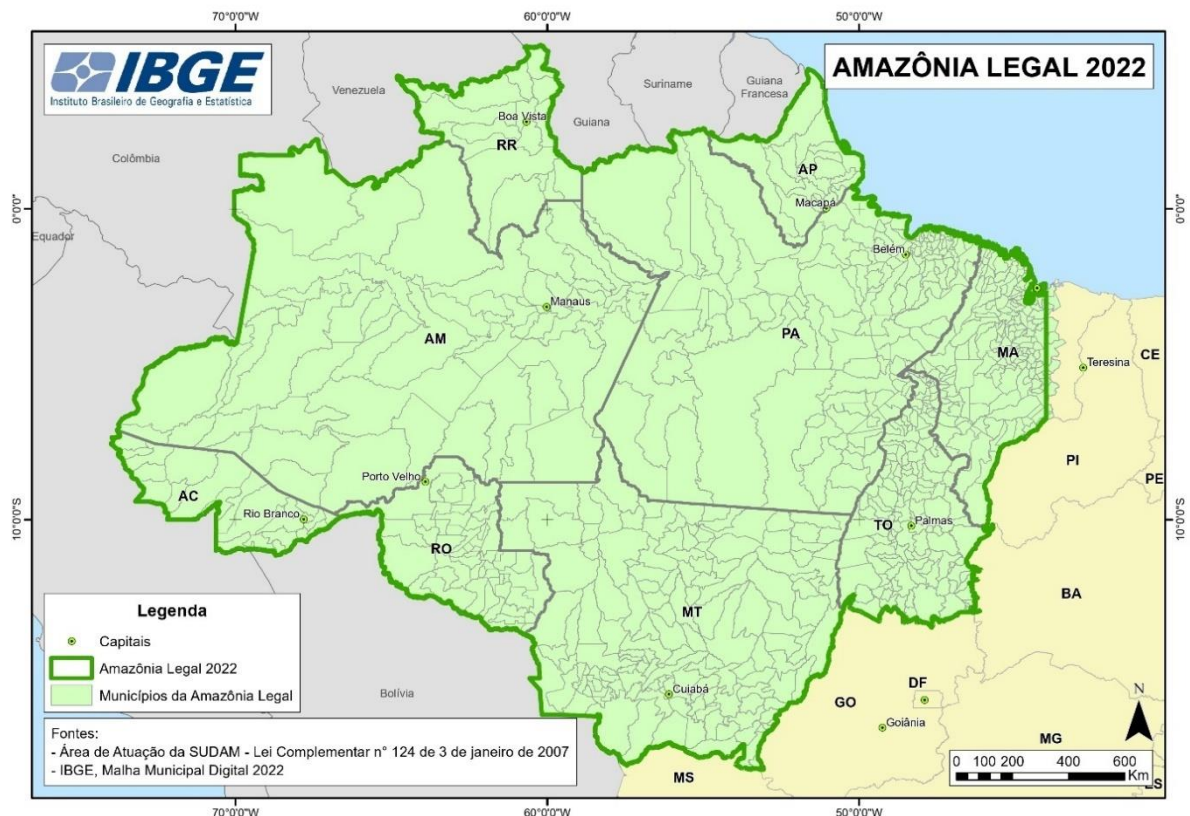 70°0'0"W
60°0'0"W
50°0'0"W
IBGE
Instituto Brasileiro de Geografia e Estatística
AMAZÔNIA LEGAL 2022
Venezuela
Suriname
Guiana
Francesa
Boa Vista
Guiana
RR
Colômbia
AP
Macapá
0°0'0"
0°0'0"
Equador
Belém
Manaus
AM
PA
MA
CE
Teresina
PI
PE
Porto Velho
AC
Rio Branco
10°0'0"S
RO
TO
Palmas
10°0'0"S
BA
MT
Legenda
Capitais
Amazônia Legal 2022
Municípios da Amazônia Legal
Bolívia
Cuiabá
GO
DF
Goiânia
N
MG
MS
ES
Fontes:
- Área de Atuação da SUDAM - Lei Complementar n° 124 de 3 de janeiro de 2007
- IBGE, Malha Municipal Digital 2022
0 100 200 400 600
Km
70°0'0"W
60°0'0"W
50°0'0"W